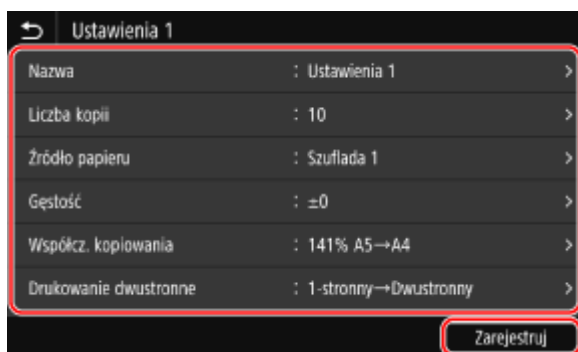 Ustawienia 1
Nazwa : Ustawienia 1
Liczba kopii : 10
Źródło papieru : Szuflada 1
Gęstość : ±0
Współcz. kopiowania : 141% A5→A4
Drukowanie dwustronne : 1-stronny→Dwustronny
Zarejestruj